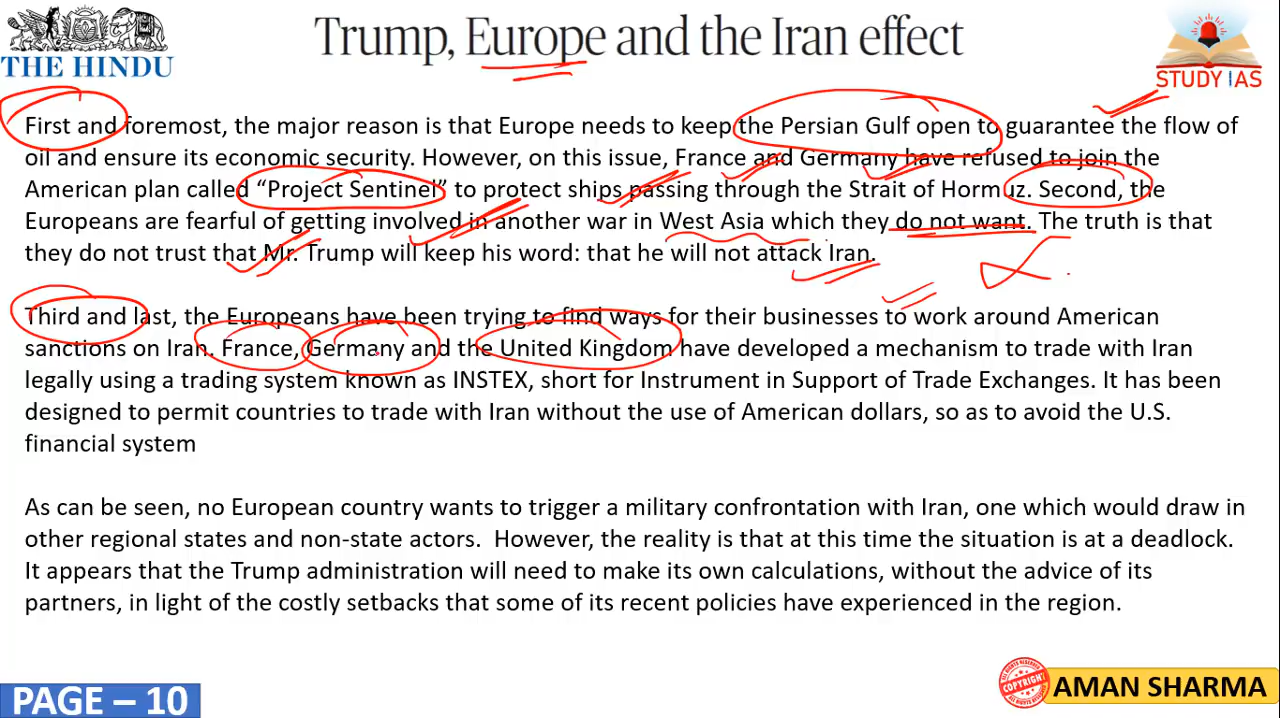 THE HINDU
Trump, Europe and the Iran effect
STUDY IAS
First and foremost, the major reason is that Europe needs to keep the Persian Gulf open to guarantee the flow of
oil and ensure its economic security. However, on this issue, France and Germany have refused to join the
American plan called “Project Sentinel” to protect ships passing through the Strait of Hormuz. Second, the
Europeans are fearful of getting involved in another war in West Asia which they do not want. The truth is that
they do not trust that Mr. Trump will keep his word: that he will not attack Iran.
Third and last, the Europeans have been trying to find ways for their businesses to work around American
sanctions on Iran. France, Germany and the United Kingdom have developed a mechanism to trade with Iran
legally using a trading system known as INSTEX, short for Instrument in Support of Trade Exchanges. It has been
designed to permit countries to trade with Iran without the use of American dollars, so as to avoid the U.S.
financial system
As can be seen, no European country wants to trigger a military confrontation with Iran, one which would draw in
other regional states and non-state actors.  However, the reality is that at this time the situation is at a deadlock.
It appears that the Trump administration will need to make its own calculations, without the advice of its
partners, in light of the costly setbacks that some of its recent policies have experienced in the region.
PAGE – 10
COPYRIGHT
AMAN SHARMA